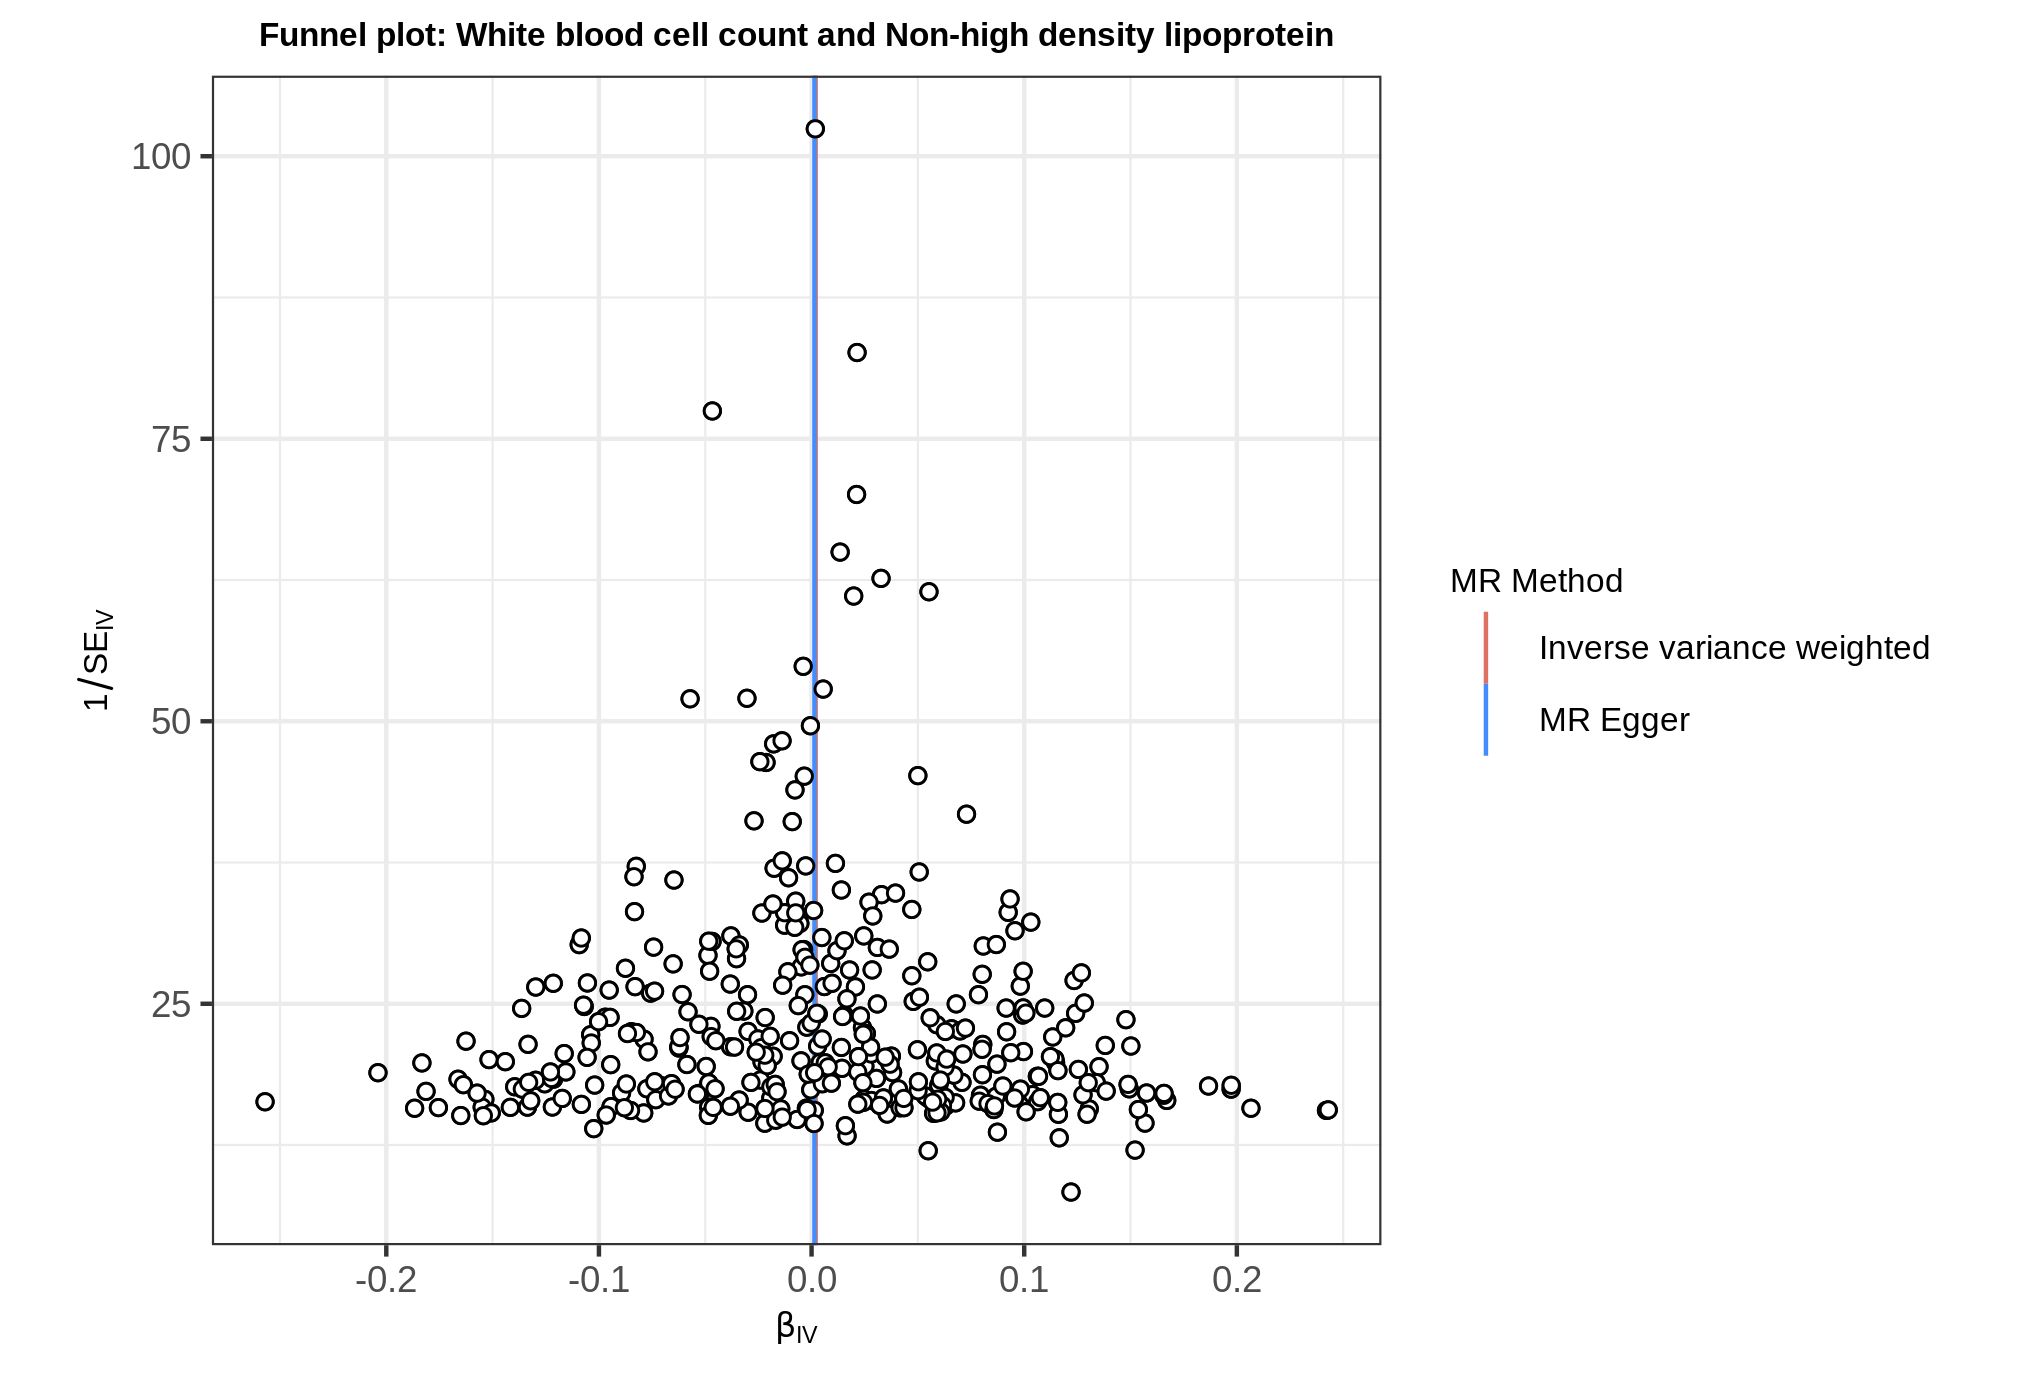 Funnel plot: White blood cell count and Non-high density lipoprotein
100
75
50
25
1/SEIV
-0.2
-0.1
0.0
0.1
0.2
βIV
MR Method
Inverse variance weighted
MR Egger